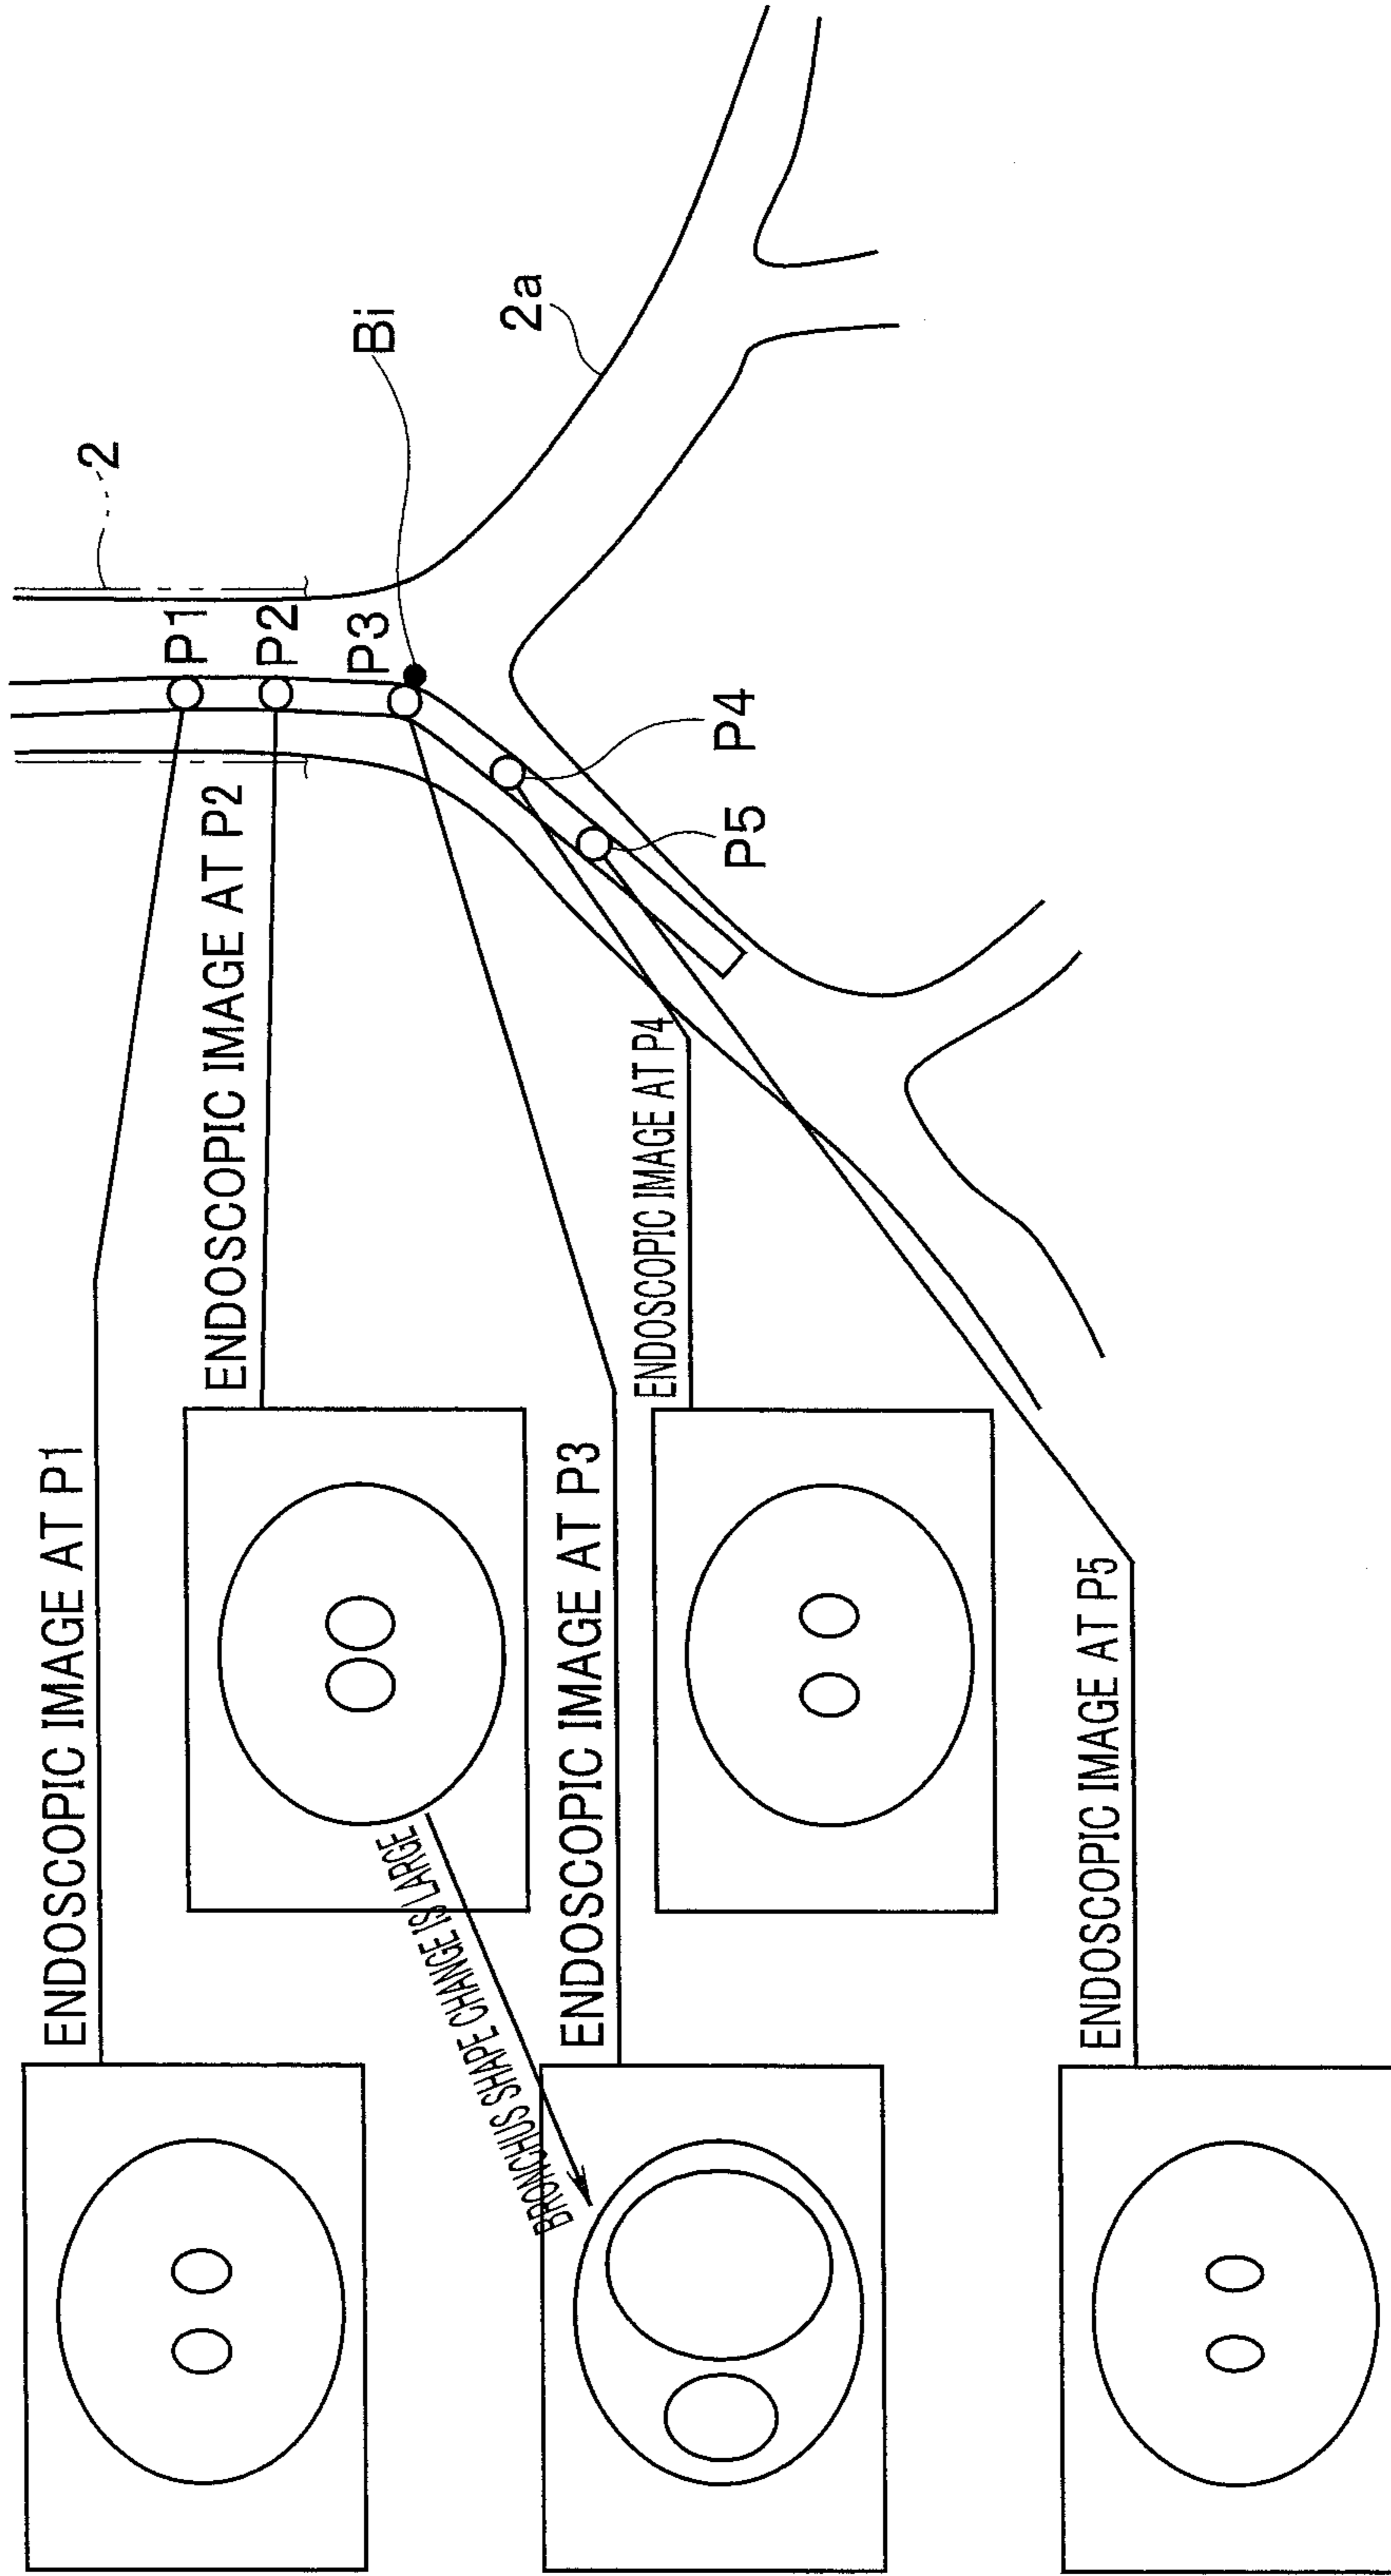 ENDOSCOPIC IMAGE AT P1
ENDOSCOPIC IMAGE AT P2
BRONCHUS SHAPE CHANGE IS LARGE
ENDOSCOPIC IMAGE AT P3
ENDOSCOPIC IMAGE AT P4
ENDOSCOPIC IMAGE AT P5
2
P1
P2
P3
Bi
2a
P4
P5